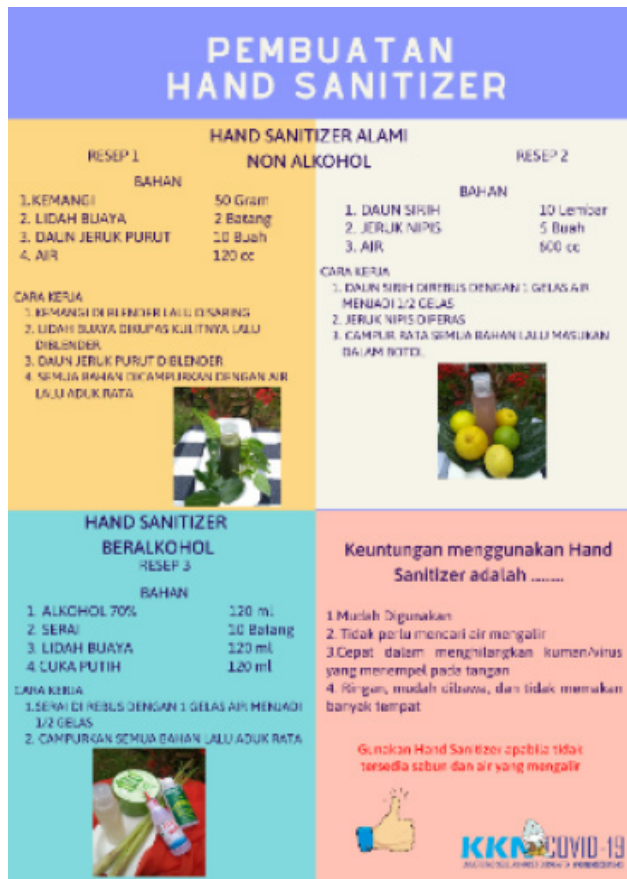 PEMBUATAN
HAND SANITIZER
HAND SANITIZER ALAMI
NON ALKOHOL
RESEP 1
BAHAN
1.KEMANGI 50 Gram
2. LIDAH BUAYA 2 Batang
3. DAUN JERUK PURUT 10 Buah
4. AIR 120 cc
CARA KERJA
1. KEMANGI DI BLENDER LALU DISARING
2. LIDAH BUAYA DIKUPAS KULITNYA LALU
DIBLENDER
3. DAUN JERUK PURUT DIBLENDER
4. SEMUA BAHAN DICAMPURKAN DENGAN AIR
LALU ADUK RATA
RESEP 2
BAHAN
1. DAUN SIRIH 10 Lembar
2. JERUK NIPIS 5 Buah
3. AIR 600 cc
CARA KERJA
1. DAUN SIRIH DIREBUS DENGAN 1 GELAS AIR
MENJADI 1/2 GELAS
2. JERUK NIPIS DIPERAS
3. CAMPUR RATA SEMUA BAHAN LALU MASUKAN
DALAM BOTOL
HAND SANITIZER
BERALKOHOL
RESEP 3
BAHAN
1. ALKOHOL 70% 120 ml
2. SERAI 10 Batang
3. LIDAH BUAYA 120 ml
4. CUKA PUTIH 120 ml
CARA KERJA
1.SERAI DI REBUS DENGAN 1 GELAS AIR MENJADI
1/2 GELAS
2. CAMPURKAN SEMUA BAHAN LALU ADUK RATA
Keuntungan menggunakan Hand
Sanitizer adalah ........
1.Mudah Digunakan
2. Tidak perlu mencari air mengalir
3.Cepat dalam menghilangkan kuman/virus
yang menempel pada tangan
4. Ringan, mudah dibawa, dan tidak memakan
banyak tempat
Gunakan Hand Sanitizer apabila tidak
tersedia sabun dan air yang mengalir
KKN COVID-19